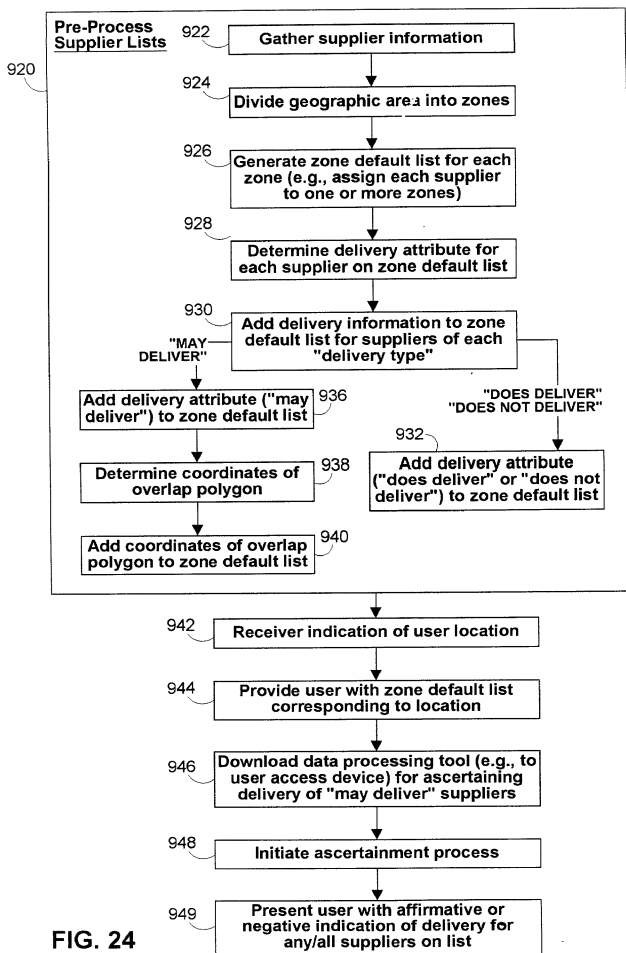 Pre-Process
Supplier Lists
920
922
Gather supplier information
924
Divide geographic area into zones
926
Generate zone default list for each
zone (e.g., assign each supplier
to one or more zones)
928
Determine delivery attribute for
each supplier on zone default list
930
Add delivery information to zone
default list for suppliers of each
"delivery type"
"MAY
DELIVER"
"DOES DELIVER"
"DOES NOT DELIVER"
Add delivery attribute ("may
deliver") to zone default list
936
932
Add delivery attribute
("does deliver" or "does not
deliver") to zone default list
Determine coordinates of
overlap polygon
938
Add coordinates of overlap
polygon to zone default list
940
942
Receiver indication of user location
944
Provide user with zone default list
corresponding to location
946
Download data processing tool (e.g., to
user access device) for ascertaining
delivery of "may deliver" suppliers
948
Initiate ascertainment process
949
Present user with affirmative or
negative indication of delivery for
any/all suppliers on list
FIG. 24